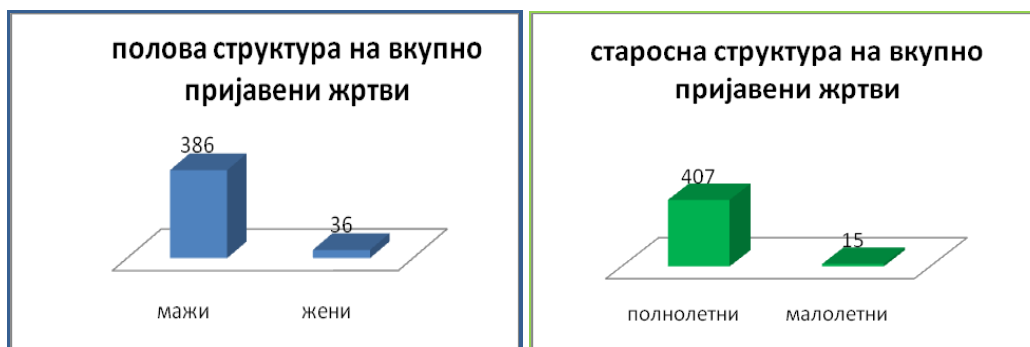 полова структура на вкупно
пријавени жртви
386
36
мажи
жени
старосна структура на вкупно
пријавени жртви
407
15
полнолетни
малолетни